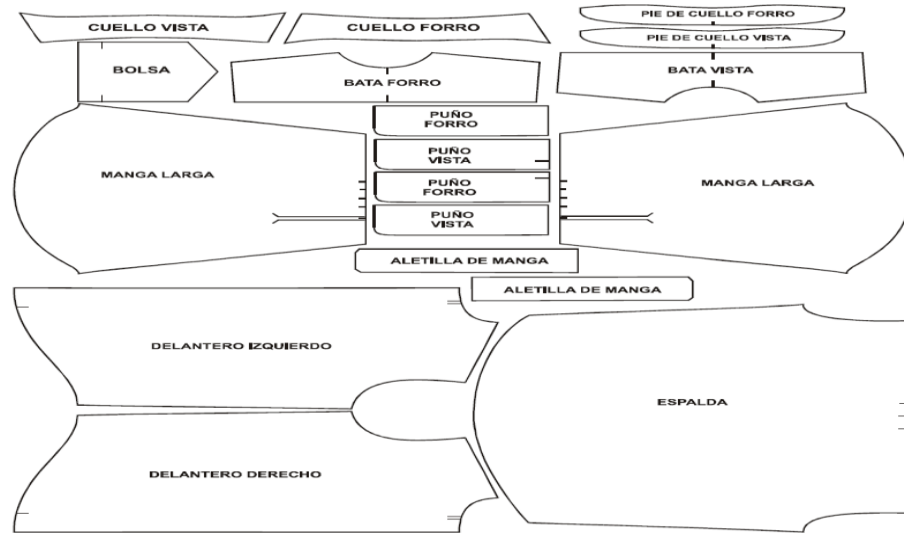 CUELLO VISTA
CUELLO FORRO
PIE DE CUELLO FORRO
PIE DE CUELLO VISTA
BOLSA
BATA FORRO
BATA VISTA
PUÑO
FORRO
PUÑO
VISTA
PUÑO
FORRO
PUÑO
VISTA
MANGA LARGA
MANGA LARGA
ALETILLA DE MANGA
ALETILLA DE MANGA
DELANTERO IZQUIERDO
ESPALDA
DELANTERO DERECHO